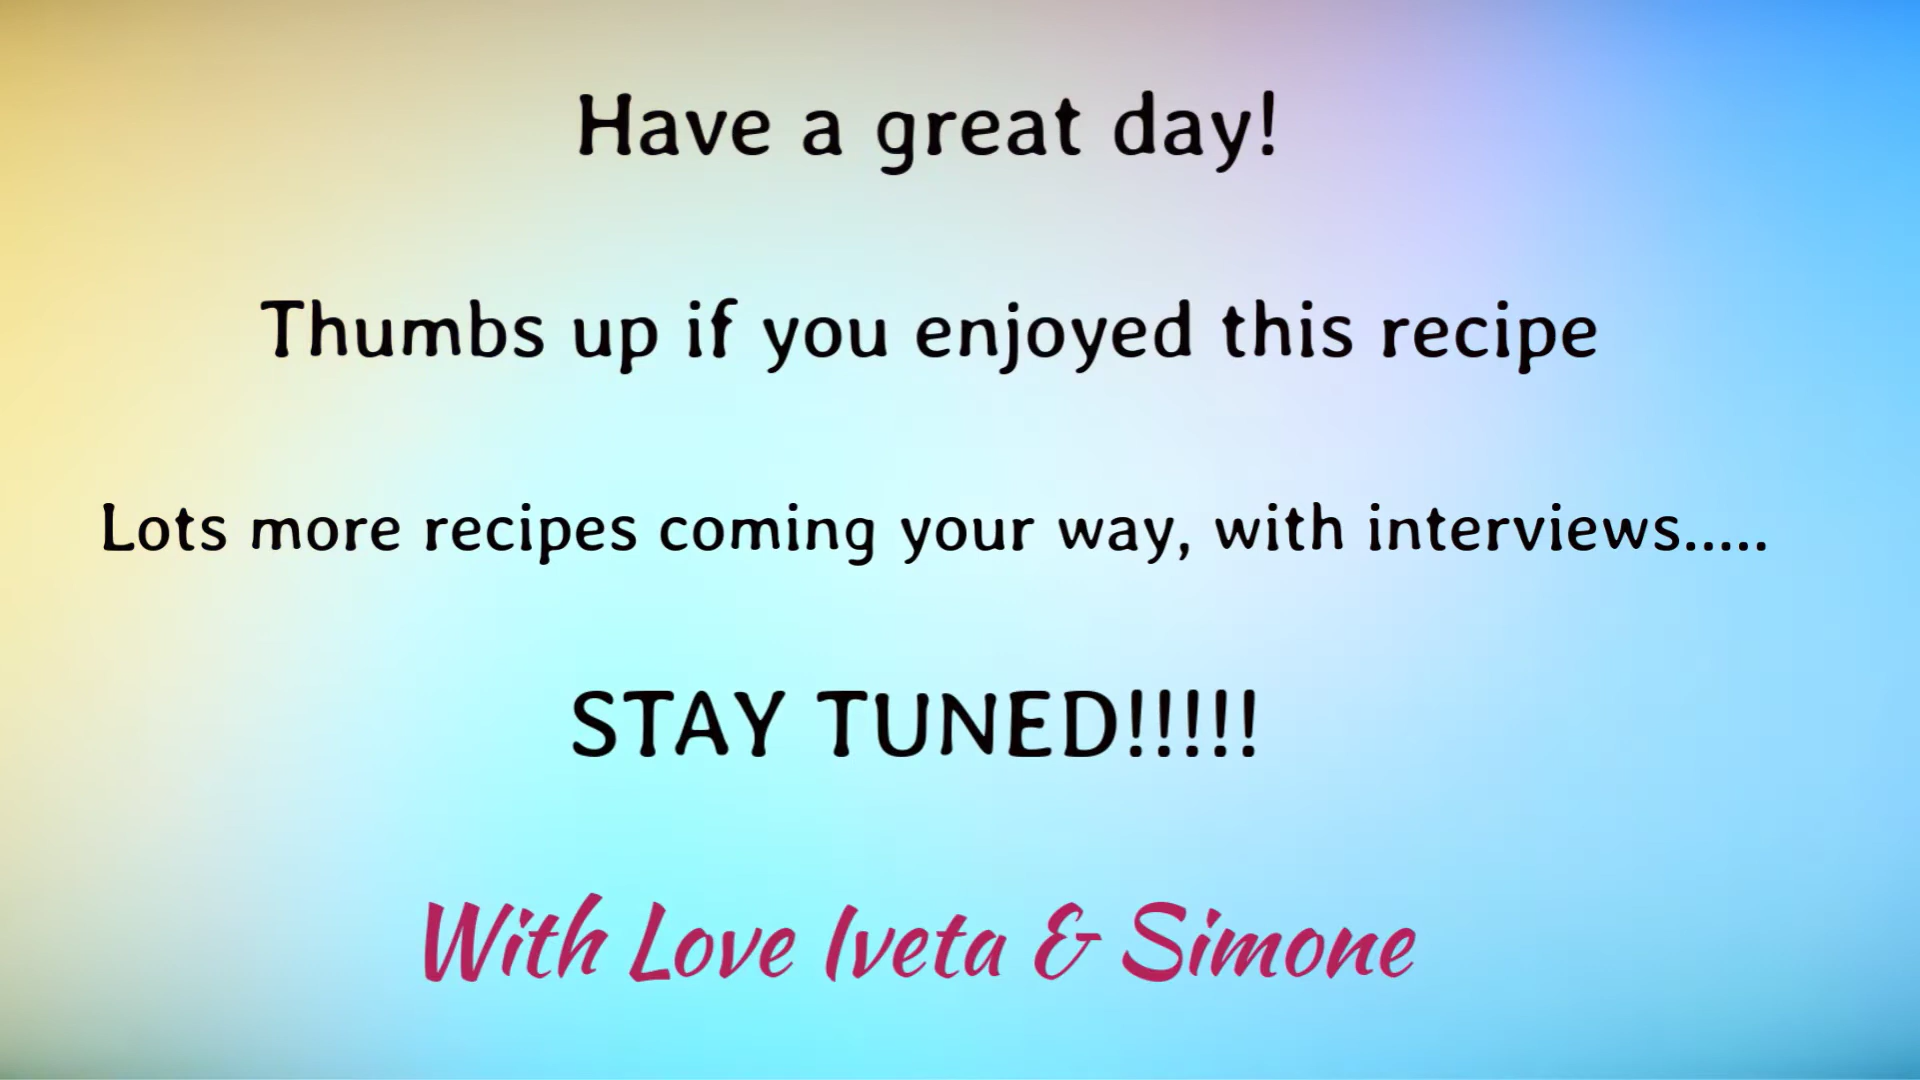 Have a great day!
Thumbs up if you enjoyed this recipe
Lots more recipes coming your way, with interviews.....
STAY TUNED!!!!!
With Love Iveta & Simone